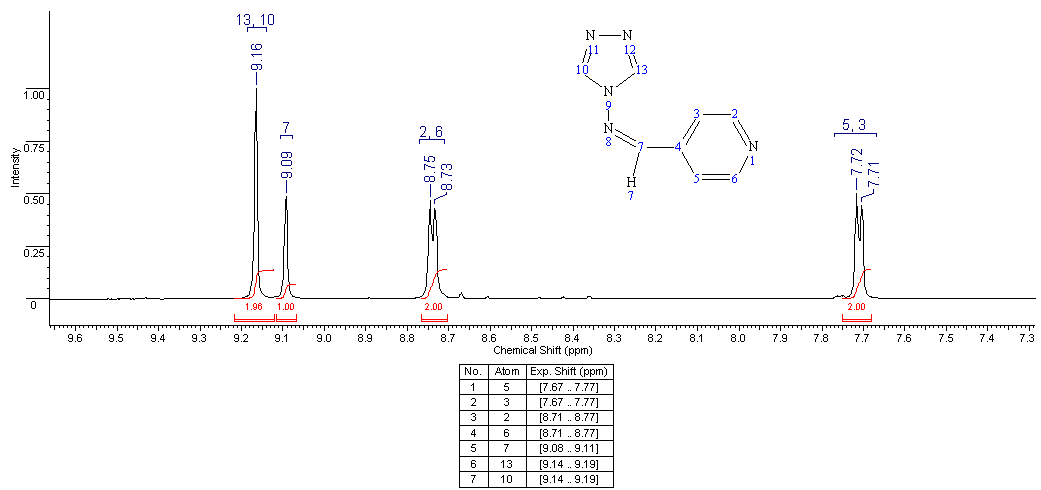 13, 10
9.16
7
9.09
2, 6
8.75
8.73
5, 3
7.72
7.71
N N
11 12
10 13
N
9
N
8
7
H
7
3 2
4 N
1
5 6
Intensity
1.00
0.75
0.50
0.25
0
1.96 1.00 2.00 2.00
9.6 9.5 9.4 9.3 9.2 9.1 9.0 8.9 8.8 8.7 8.6 8.5 8.4 8.3 8.2 8.1 8.0 7.9 7.8 7.7 7.6 7.5 7.4 7.3
Chemical Shift (ppm)
No. Atom Exp. Shift (ppm)
1 5 [7.67 .. 7.77]
2 3 [7.67 .. 7.77]
3 2 [8.71 .. 8.77]
4 6 [8.71 .. 8.77]
5 7 [9.08 .. 9.11]
6 13 [9.14 .. 9.19]
7 10 [9.14 .. 9.19]